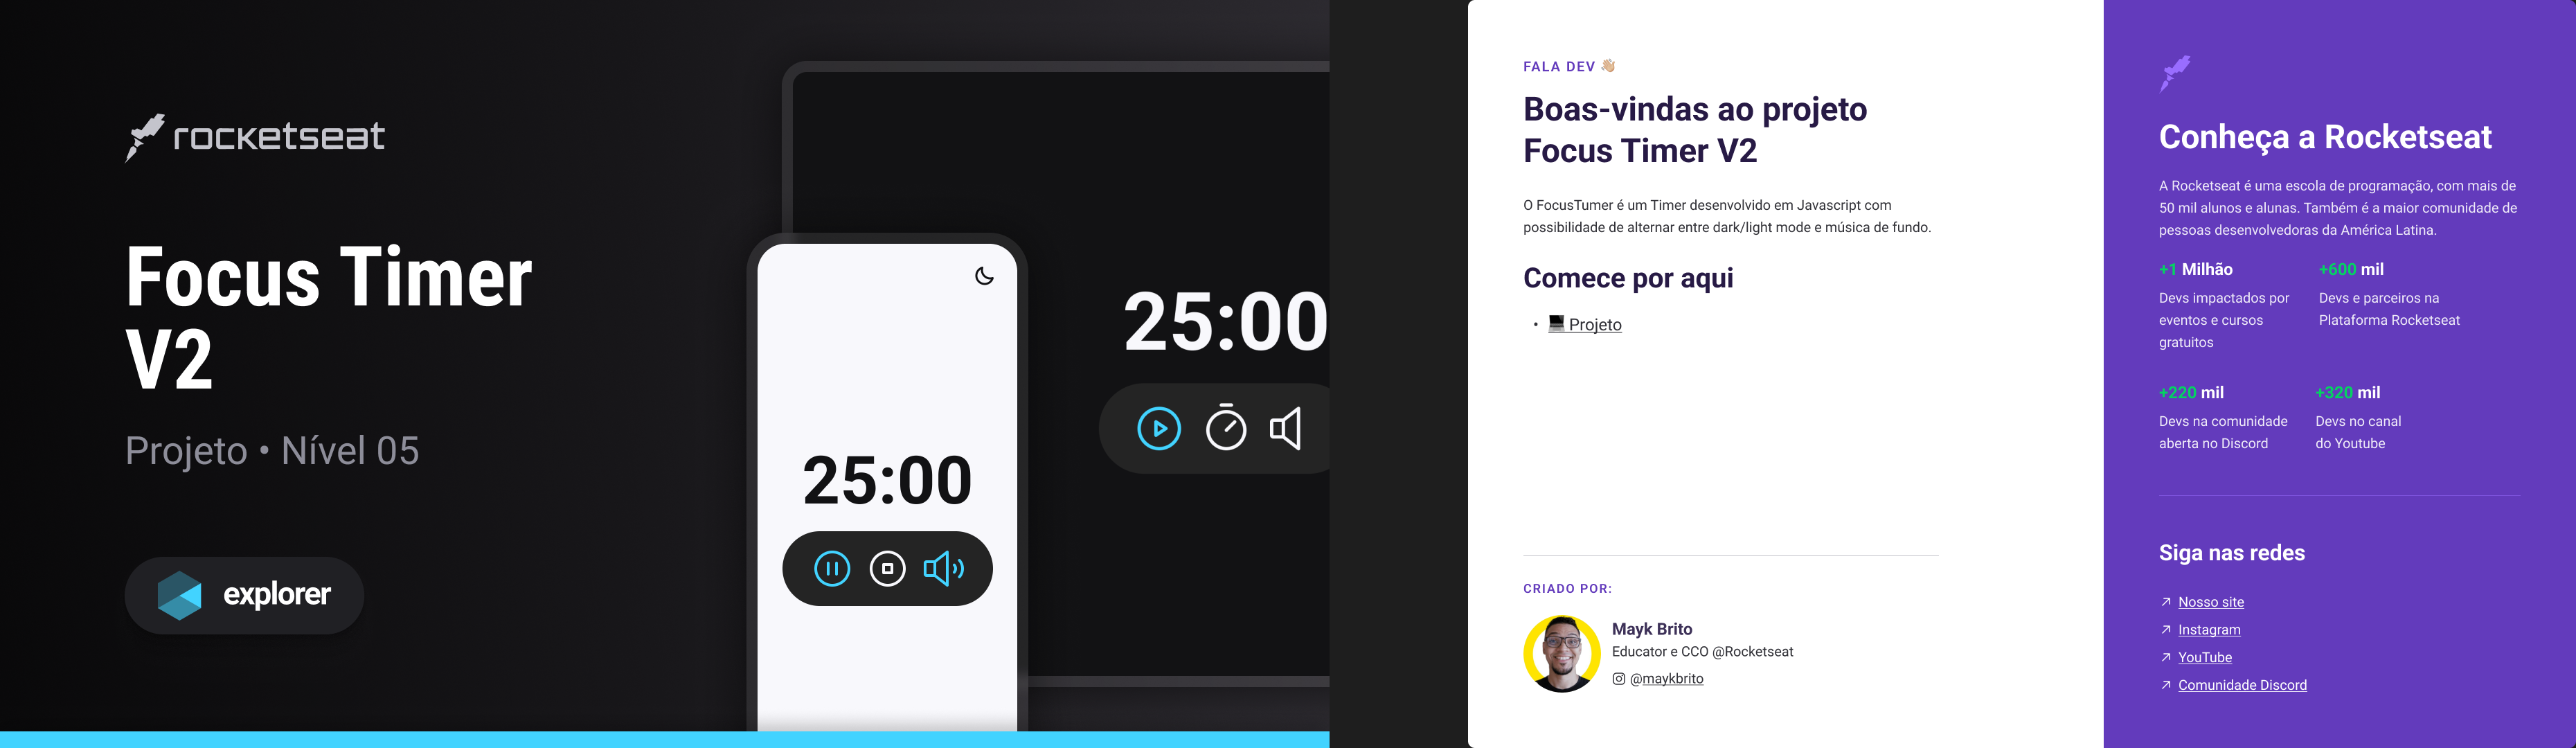 rocketseat
Focus Timer
V2
Projeto • Nível 05
explorer
25:00
25:00
FALA DEV 👋🏼
Boas-vindas ao projeto
Focus Timer V2
O FocusTumer é um Timer desenvolvido em Javascript com
possibilidade de alternar entre dark/light mode e música de fundo.
Comece por aqui
• 💻 Projeto
CRIADO POR:
Mayk Brito
Educator e CCO @Rocketseat
@maykbrito
Conheça a Rocketseat
A Rocketseat é uma escola de programação, com mais de
50 mil alunos e alunas. Também é a maior comunidade de
pessoas desenvolvedoras da América Latina.
+1 Milhão
Devs impactados por
eventos e cursos
gratuitos
+600 mil
Devs e parceiros na
Plataforma Rocketseat
+220 mil
Devs na comunidade
aberta no Discord
+320 mil
Devs no canal
do Youtube
Siga nas redes
↗ Nosso site
↗ Instagram
↗ YouTube
↗ Comunidade Discord